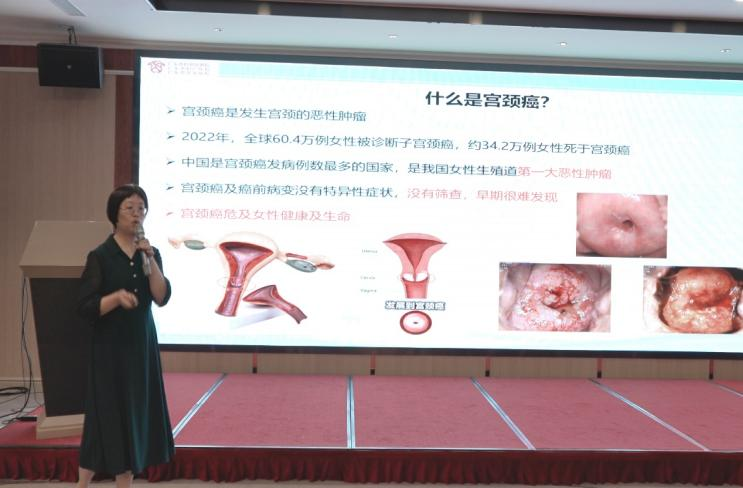 什么是宫颈癌?
➢ 宫颈癌是发生宫颈的恶性肿瘤
➢ 2022年，全球60.4万例女性被诊断子宫颈癌，约34.2万例女性死于宫颈癌
➢ 中国是宫颈癌发病例数最多的国家，是我国女性生殖道第一大恶性肿瘤
➢ 宫颈癌及癌前病变没有特异性症状，没有筛查，早期很难发现
➢ 宫颈癌危及女性健康及生命
Uterus
Cervix
Vagina
发展到宫颈癌